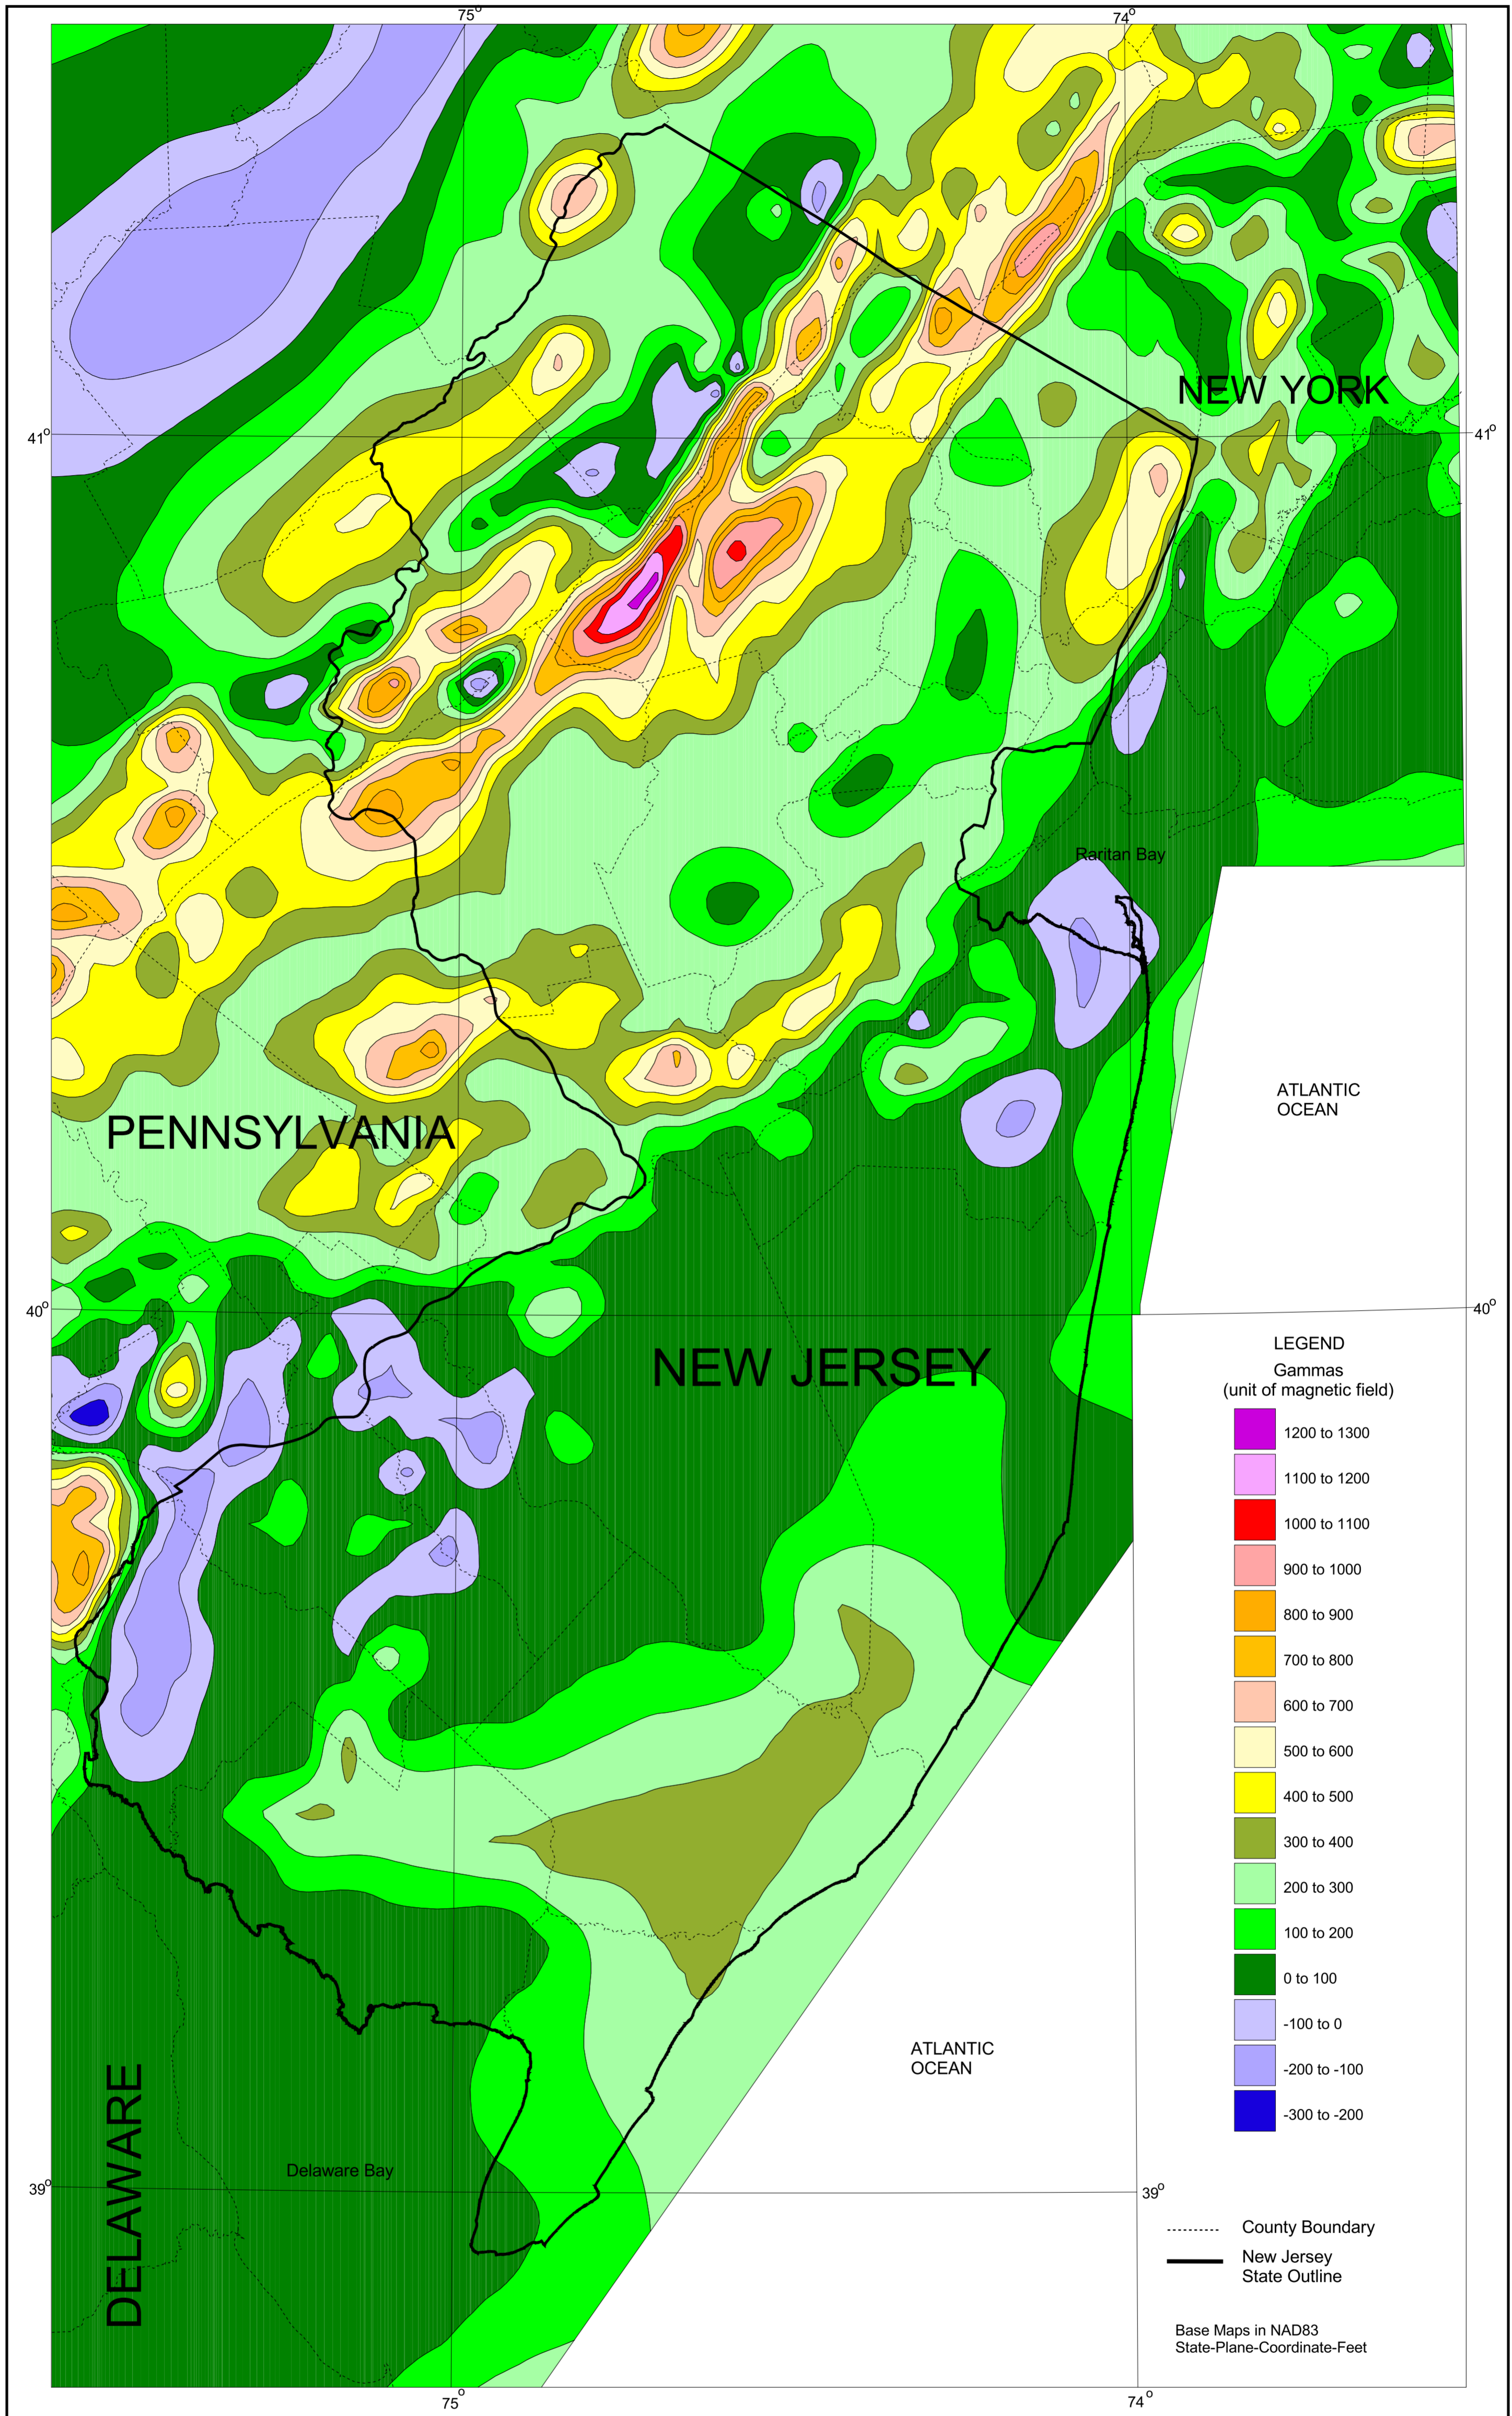 75°
74°
NEW YORK
41°
41°
Raritan Bay
ATLANTIC
OCEAN
PENNSYLVANIA
40°
40°
NEW JERSEY
LEGEND
Gammas
(unit of magnetic field)
1200 to 1300
1100 to 1200
1000 to 1100
900 to 1000
800 to 900
700 to 800
600 to 700
500 to 600
400 to 500
300 to 400
200 to 300
100 to 200
0 to 100
-100 to 0
-200 to -100
-300 to -200
ATLANTIC
OCEAN
DELAWARE
Delaware Bay
39°
39°
County Boundary
New Jersey
State Outline
Base Maps in NAD83
State-Plane-Coordinate-Feet
75°
74°